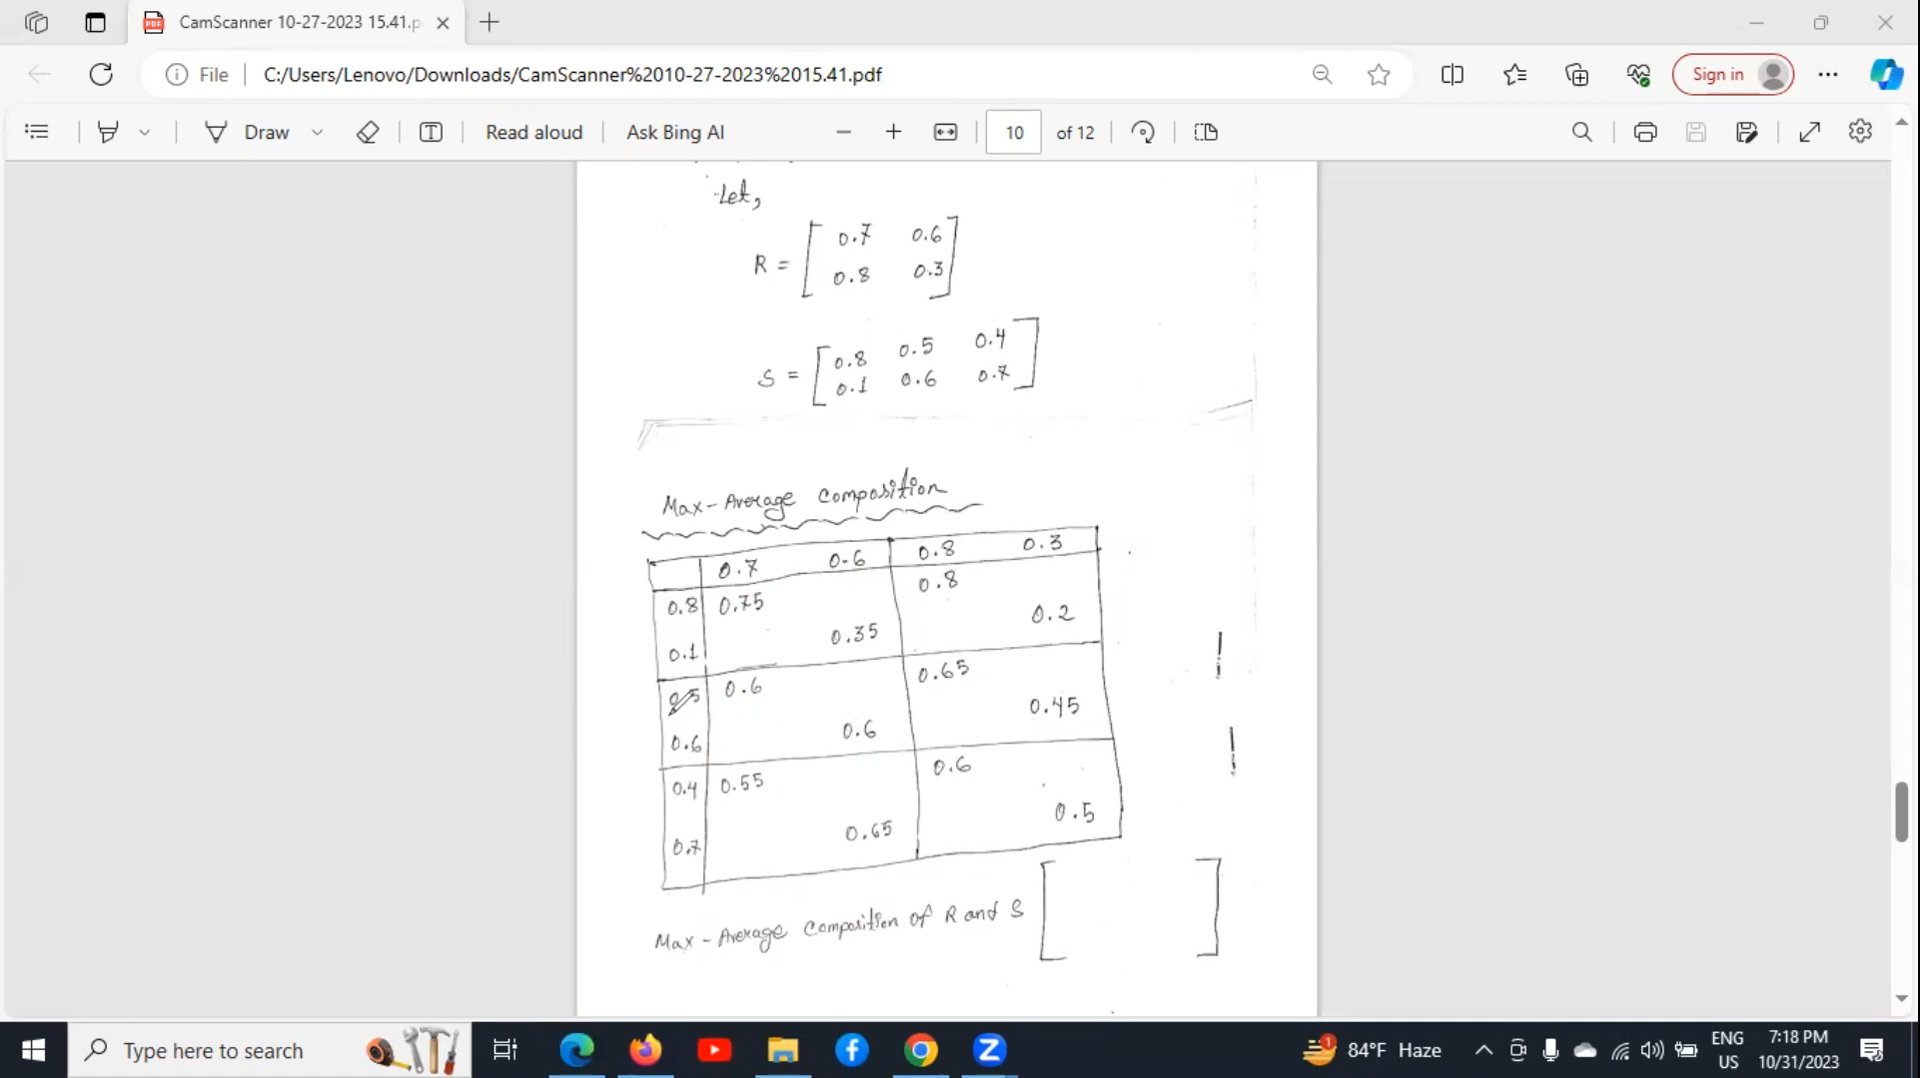 CamScanner 10-27-2023 15.41.p
File
C:/Users/Lenovo/Downloads/CamScanner%2010-27-2023%2015.41.pdf
Sign in
Draw
Read aloud
Ask Bing AI
10
of 12
Let,
R = [ 0.7 0.6
0.8 0.3 ]
S = [ 0.8 0.5 0.4
0.1 0.6 0.7 ]
Max-Average Composition
0.7 0.6 0.8 0.3
0.8 0.75 0.8
0.1 0.35 0.2
0.5 0.6 0.65
0.6 0.6 0.45
0.4 0.55 0.6
0.7 0.65 0.5
Max-Average Composition of R and S [ ]
Type here to search
84°F Haze
ENG
US
7:18 PM
10/31/2023